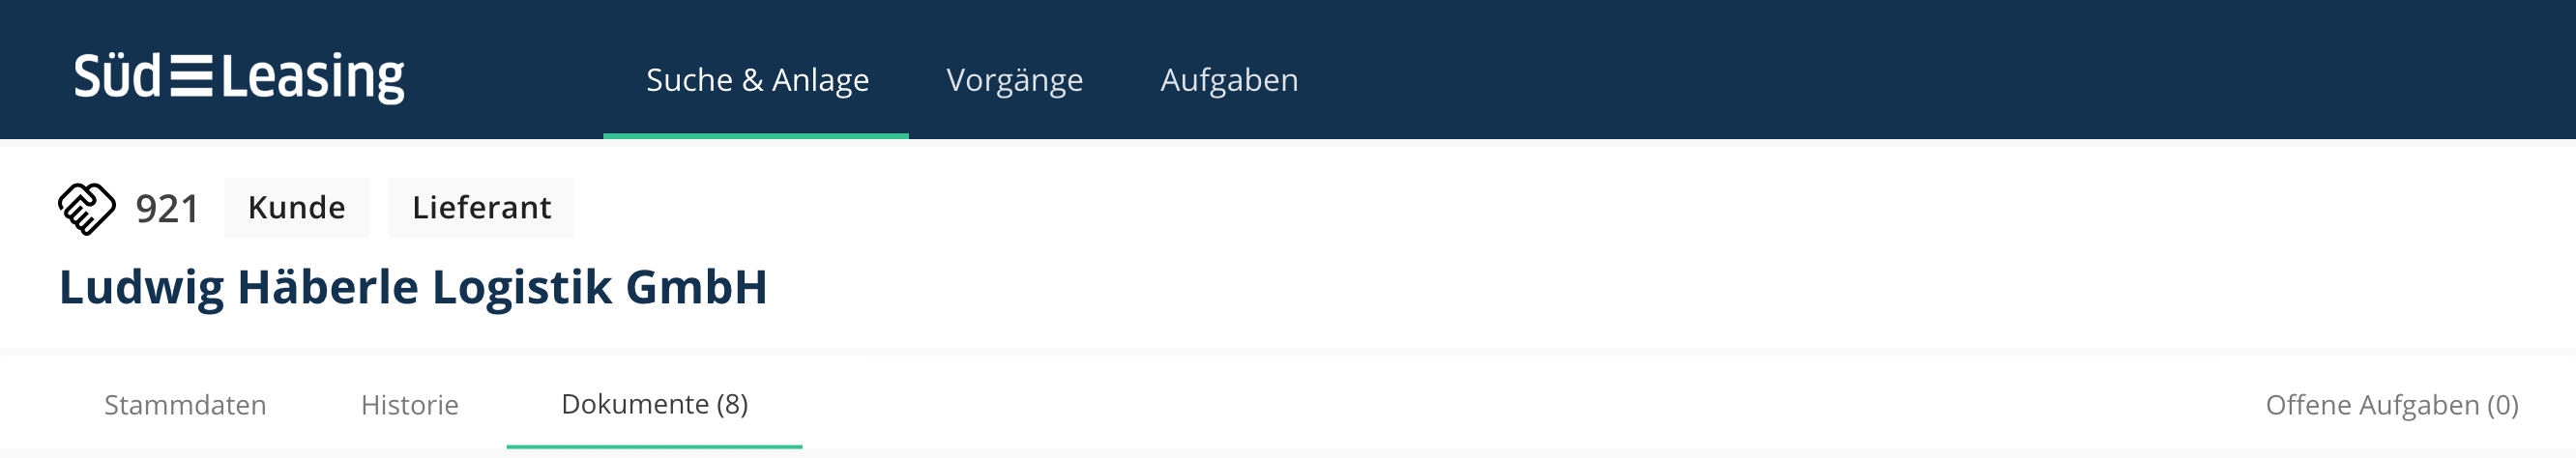 Süd Leasing Suche & Anlage Vorgänge Aufgaben
921 Kunde Lieferant
Ludwig Häberle Logistik GmbH
Stammdaten Historie Dokumente (8) Offene Aufgaben (0)